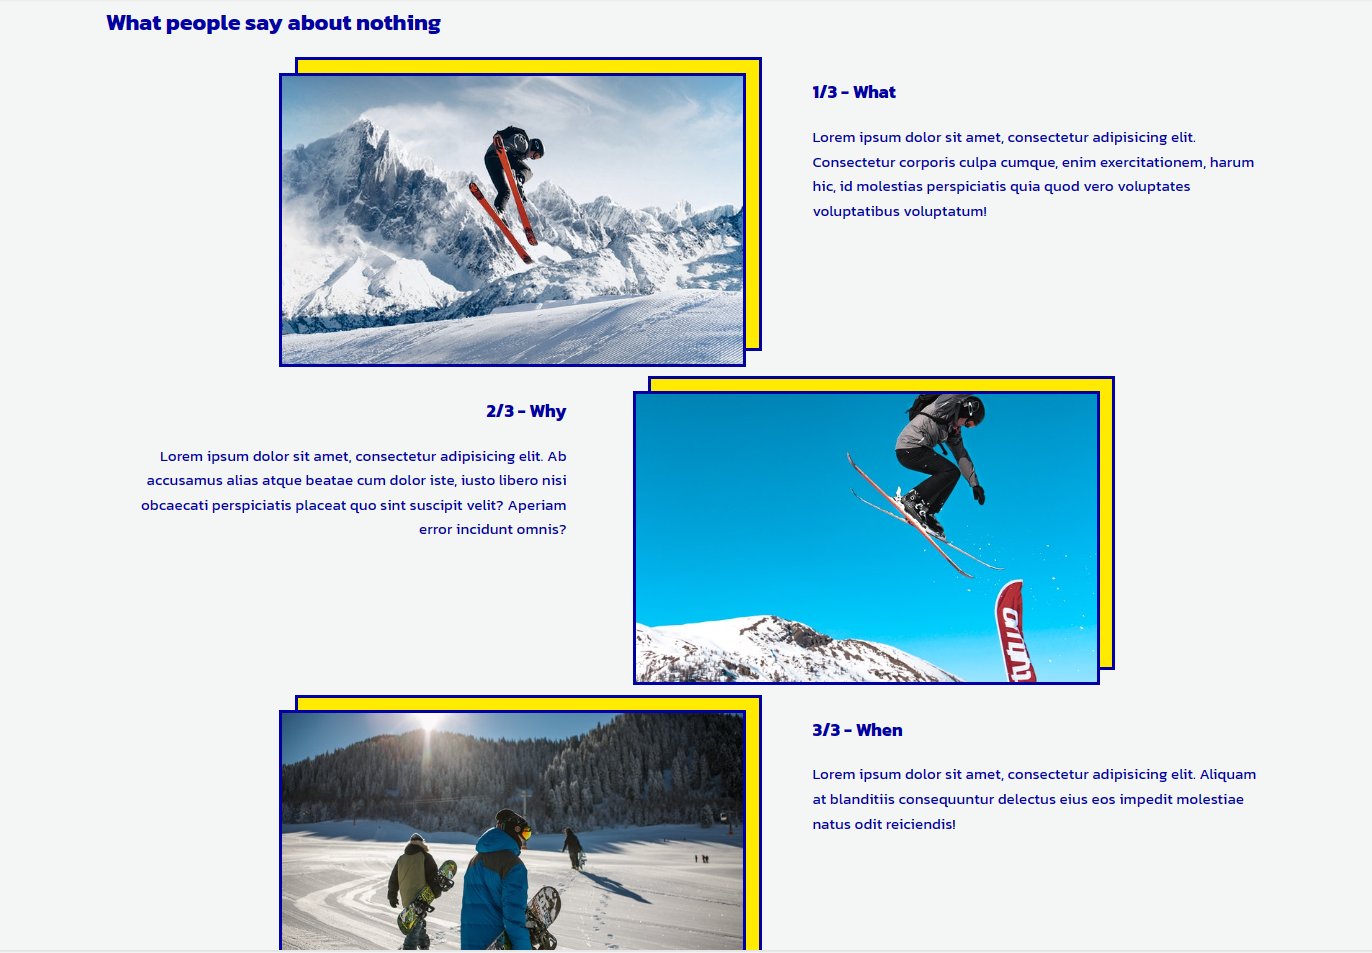 What people say about nothing
1/3 - What
Lorem ipsum dolor sit amet, consectetur adipisicing elit.
Consectetur corporis culpa cumque, enim exercitationem, harum
hic, id molestias perspiciatis quia quod vero voluptates
voluptatibus voluptatum!
2/3 - Why
Lorem ipsum dolor sit amet, consectetur adipisicing elit. Ab
accusamus alias atque beatae cum dolor iste, iusto libero nisi
obcaecati perspiciatis placeat quo sint suscipit velit? Aperiam
error incidunt omnis?
3/3 - When
Lorem ipsum dolor sit amet, consectetur adipisicing elit. Aliquam
at blanditiis consequuntur delectus eius eos impedit molestiae
natus odit reiciendis!